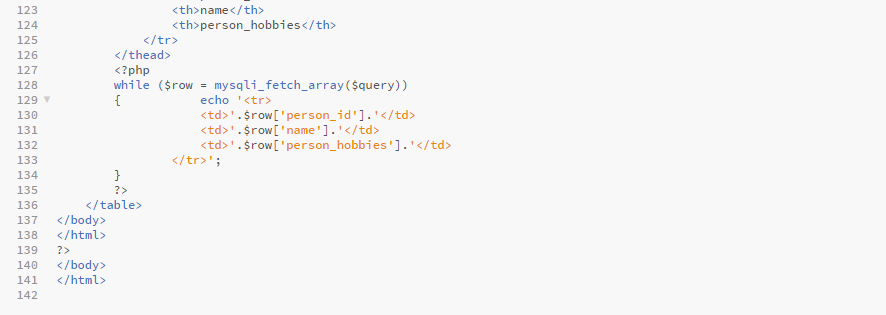 123 <th>name</th>
124 <th>person_hobbies</th>
125 </tr>
126 </thead>
127 <?php
128 while ($row = mysqli_fetch_array($query))
129 { echo '<tr>
130 <td>'.$row['person_id'].'</td>
131 <td>'.$row['name'].'</td>
132 <td>'.$row['person_hobbies'].'</td>
133 </tr>';
134 }
135 ?>
136 </table>
137 </body>
138 </html>
139 ?>
140 </body>
141 </html>
142